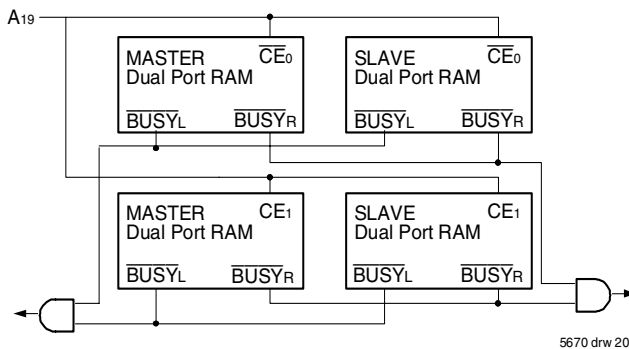 A19
MASTER
Dual Port RAM
CE0
BUSYL
BUSYR
SLAVE
Dual Port RAM
CE0
BUSYL
BUSYR
MASTER
Dual Port RAM
CE1
BUSYL
BUSYR
SLAVE
Dual Port RAM
CE1
BUSYL
BUSYR
5670 drw 20